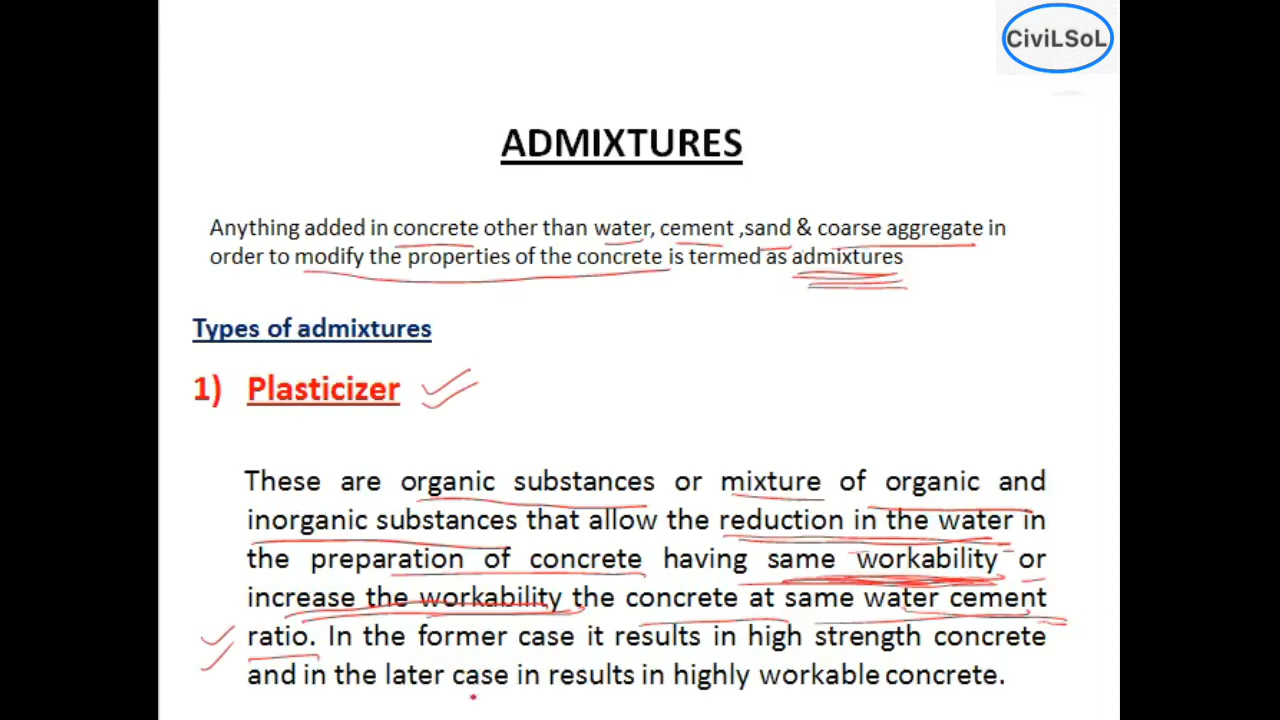 CiviLSoL
ADMIXTURES
Anything added in concrete other than water, cement ,sand & coarse aggregate in
order to modify the properties of the concrete is termed as admixtures
Types of admixtures
1) Plasticizer
These are organic substances or mixture of organic and
inorganic substances that allow the reduction in the water in
the preparation of concrete having same workability or
increase the workability the concrete at same water cement
ratio. In the former case it results in high strength concrete
and in the later case in results in highly workable concrete.